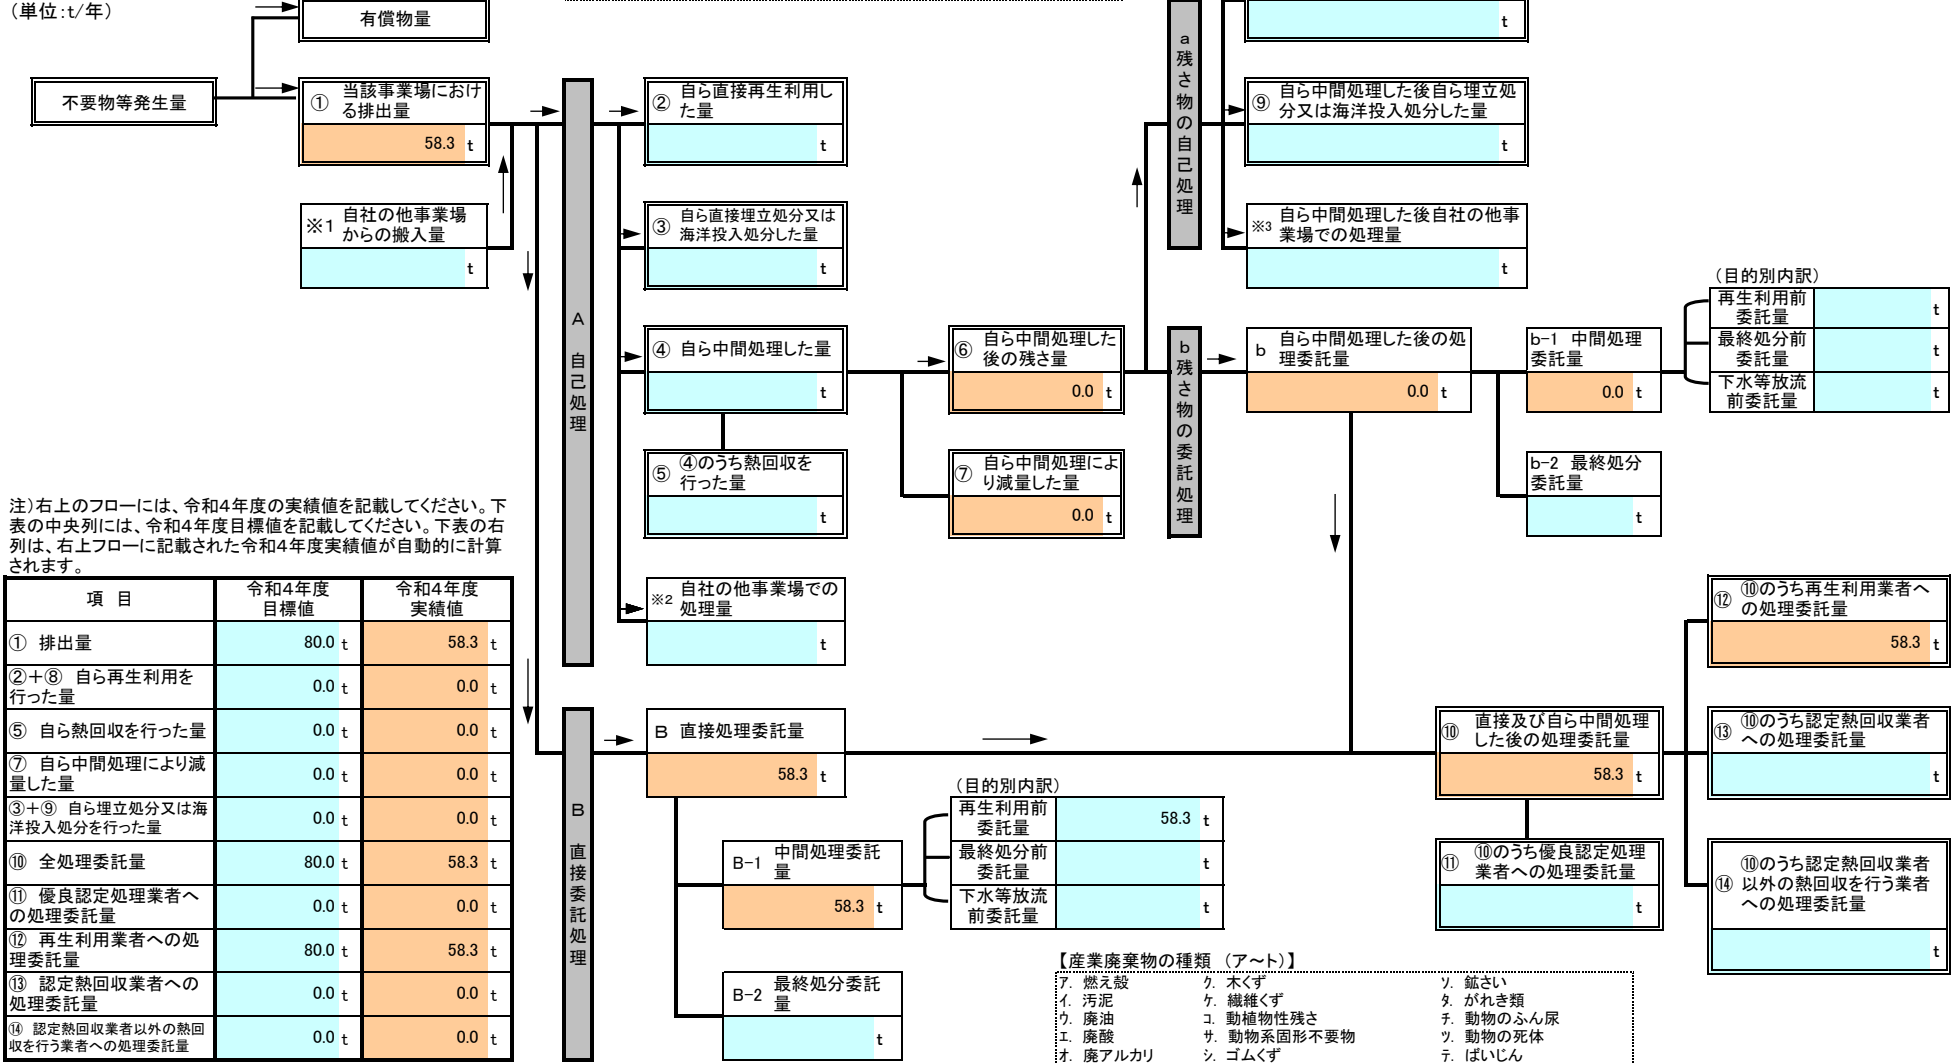 (単位:t/年)
有償物量
不要物等発生量
① 当該事業場におけ
る排出量
58.3 t
※1 自社の他事業場
からの搬入量
t
A 自己処理
② 自ら直接再生利用し
た量
t
③ 自ら直接埋立処分又は
海洋投入処分した量
t
④ 自ら中間処理した量
t
⑤ ④のうち熱回収を
行った量
t
※2 自社の他事業場での
処理量
t
⑥ 自ら中間処理した
後の残さ量
0.0 t
⑦ 自ら中間処理によ
り減量した量
0.0 t
a 残さ物の自己処理
t
⑨ 自ら中間処理した後自ら埋立処
分又は海洋投入処分した量
t
※3 自ら中間処理した後自社の他事
業場での処理量
t
b 残さ物の委託処理
b 自ら中間処理した後の処
理委託量
0.0 t
b-1 中間処理
委託量
0.0 t
(目的別内訳)
再生利用前
委託量
t
最終処分前
委託量
t
下水等放流
前委託量
t
b-2 最終処分
委託量
t
注)右上のフローには、令和4年度の実績値を記載してください。下
表の中央列には、令和4年度目標値を記載してください。下表の右
列は、右上フローに記載された令和4年度実績値が自動的に計算
されます。
項 目 令和4年度
目標値 令和4年度
実績値
① 排出量 80.0 t 58.3 t
②+⑧ 自ら再生利用を
行った量 0.0 t 0.0 t
⑤ 自ら熱回収を行った量 0.0 t 0.0 t
⑦ 自ら中間処理により減
量した量 0.0 t 0.0 t
③+⑨ 自ら埋立処分又は海
洋投入処分を行った量 0.0 t 0.0 t
⑩ 全処理委託量 80.0 t 58.3 t
⑪ 優良認定処理業者へ
の処理委託量 0.0 t 0.0 t
⑫ 再生利用業者への処
理委託量 80.0 t 58.3 t
⑬ 認定熱回収業者への
処理委託量 0.0 t 0.0 t
⑭ 認定熱回収業者以外の熱回
収を行う業者への処理委託量 0.0 t 0.0 t
B 直接委託処理
B 直接処理委託量
58.3 t
B-1 中間処理委託
量
58.3 t
(目的別内訳)
再生利用前
委託量
58.3 t
最終処分前
委託量
t
下水等放流
前委託量
t
B-2 最終処分委託
量
t
⑩ 直接及び自ら中間処理
した後の処理委託量
58.3 t
⑪ ⑩のうち優良認定処理
業者への処理委託量
t
⑫ ⑩のうち再生利用業者へ
の処理委託量
58.3 t
⑬ ⑩のうち認定熱回収業者
への処理委託量
t
⑭ ⑩のうち認定熱回収業者
以外の熱回収を行う業者
への処理委託量
t
【産業廃棄物の種類 (ア~ト)】
ア. 燃え殻 ク. 木くず ソ. 鉱さい
イ. 汚泥 ケ. 繊維くず タ. がれき類
ウ. 廃油 コ. 動植物性残さ チ. 動物のふん尿
エ. 廃酸 サ. 動物系固形不要物 ツ. 動物の死体
オ. 廃アルカリ シ. ゴムくず テ. ばいじん